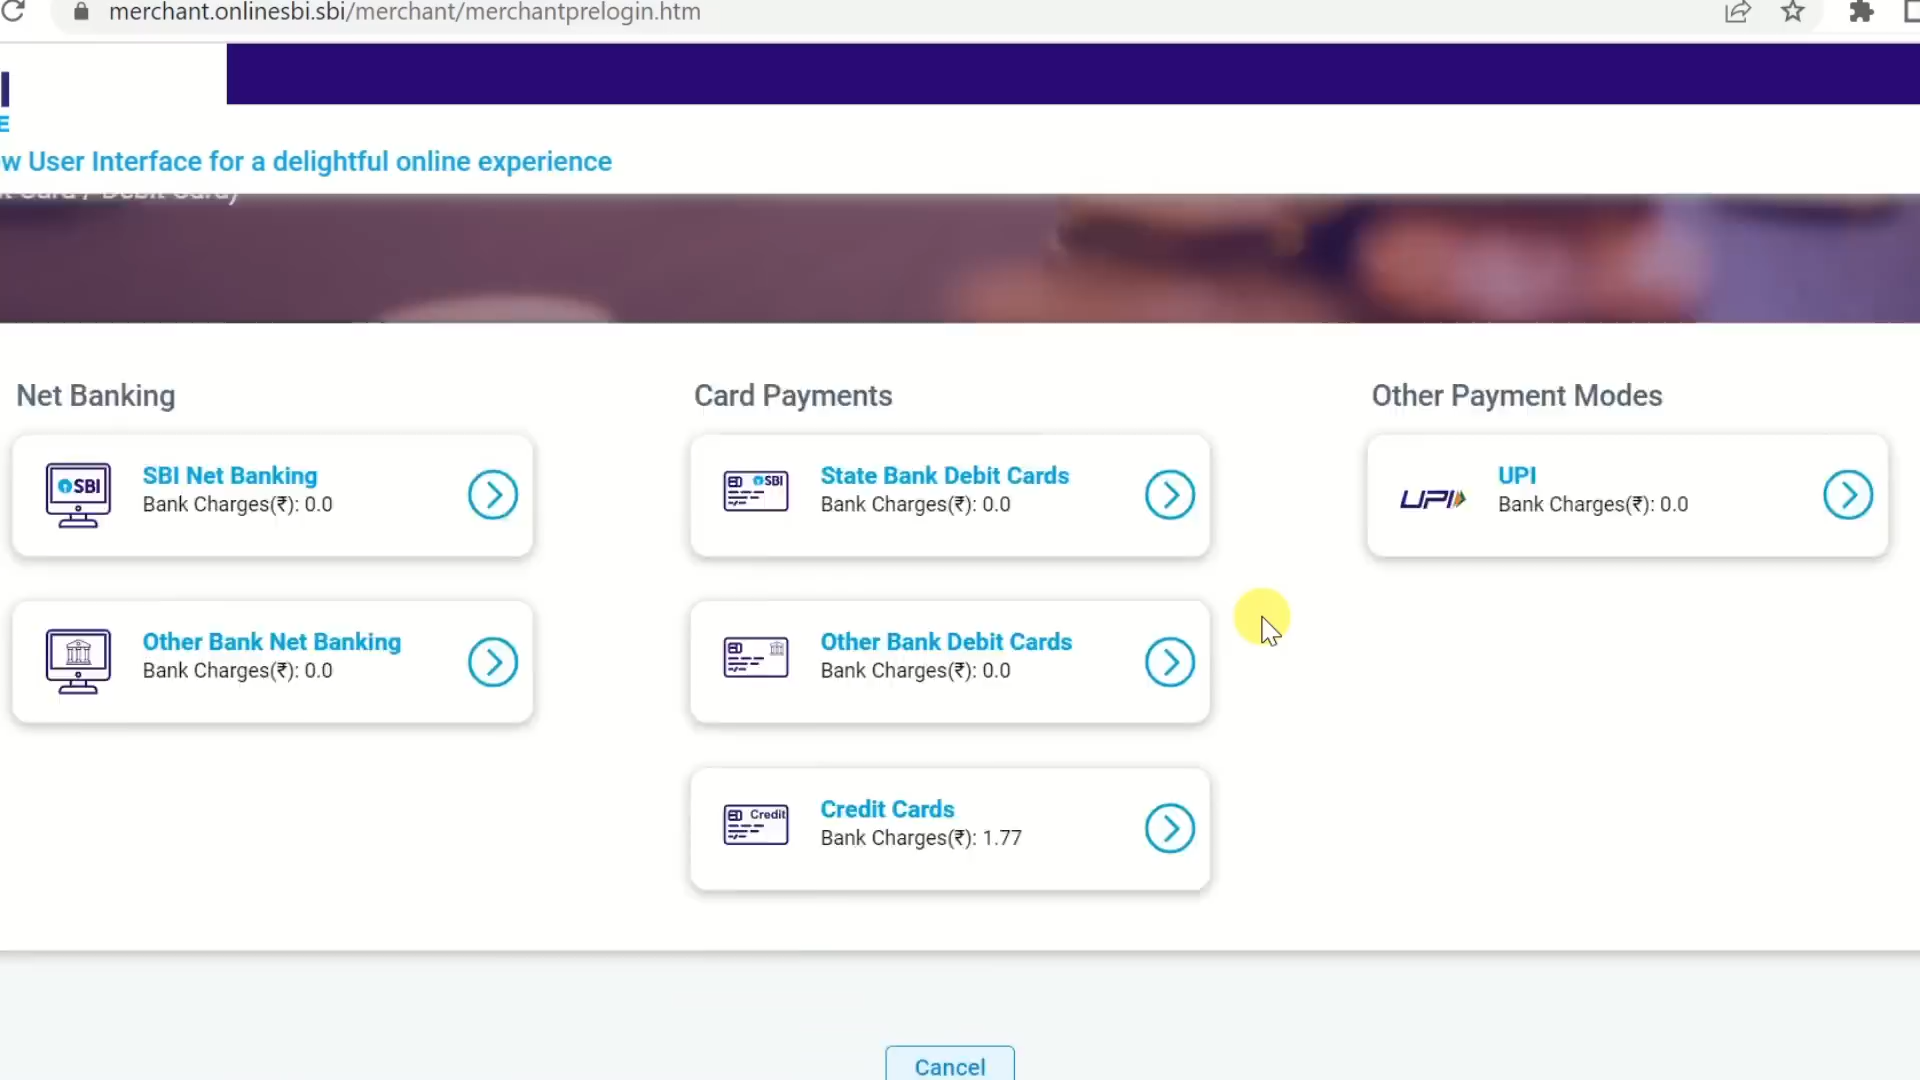 merchant.onlinesbi.sbi/merchant/merchantprelogin.htm
w User Interface for a delightful online experience
Card / Debit Card)
Net Banking
SBI
SBI Net Banking
Bank Charges(₹): 0.0
Other Bank Net Banking
Bank Charges(₹): 0.0
Card Payments
SBI
State Bank Debit Cards
Bank Charges(₹): 0.0
Other Bank Debit Cards
Bank Charges(₹): 0.0
Credit
Credit Cards
Bank Charges(₹): 1.77
Other Payment Modes
UPI
UPI
Bank Charges(₹): 0.0
Cancel